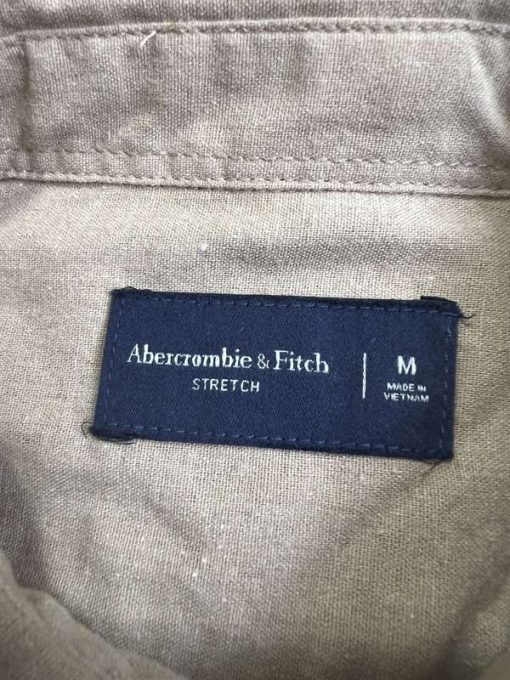 Abercrombie & Fitch
STRETCH
M
MADE IN
VIETNAM